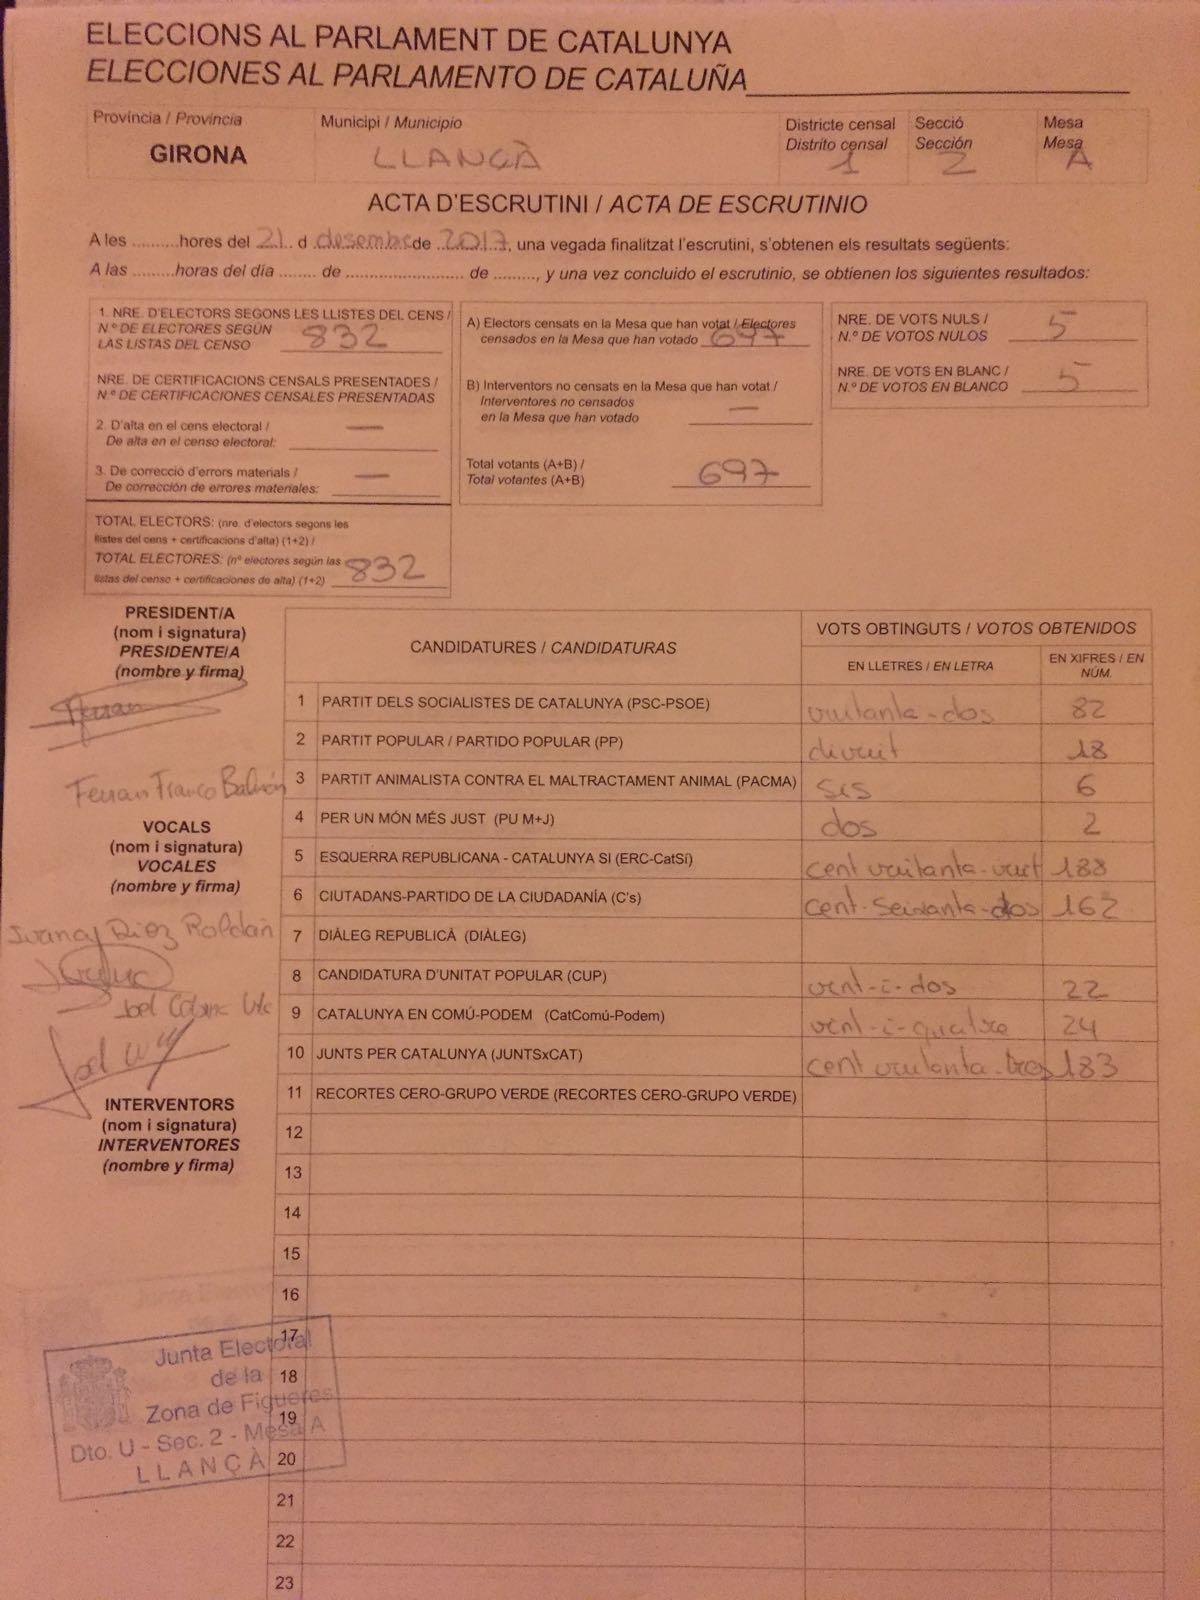 ELECCIONS AL PARLAMENT DE CATALUNYA
ELECCIONES AL PARLAMENTO DE CATALUÑA
Província / Provincia
GIRONA
Municipi / Municipio
LLANÇÀ
Districte censal
Distrito censal
1
Secció
Sección
2
Mesa
Mesa
A
ACTA D'ESCRUTINI / ACTA DE ESCRUTINIO
A les .........hores del 21.. d desembre de 2017, una vegada finalitzat l'escrutini, s'obtenen els resultats següents:
A las .........horas del día ........ de ........................... de ........., y una vez concluido el escrutinio, se obtienen los siguientes resultados:
1. NRE. D'ELECTORS SEGONS LES LLISTES DEL CENS /
N.º DE ELECTORES SEGÚN
LAS LISTAS DEL CENSO 832
NRE. DE CERTIFICACIONS CENSALS PRESENTADES /
N.º DE CERTIFICACIONES CENSALES PRESENTADAS
2. D'alta en el cens electoral / —
De alta en el censo electoral:
3. De correcció d'errors materials / —
De corrección de errores materiales:
TOTAL ELECTORS: (nre. d'electors segons les
llistes del cens + certificacions d'alta) (1+2) /
TOTAL ELECTORES: (nº electores según las
listas del censo + certificaciones de alta) (1+2) 832
A) Electors censats en la Mesa que han votat / Electores
censados en la Mesa que han votado 697
B) Interventors no censats en la Mesa que han votat /
Interventores no censados
en la Mesa que han votado —
Total votants (A+B) /
Total votantes (A+B) 697
NRE. DE VOTS NULS /
N.º DE VOTOS NULOS 5
NRE. DE VOTS EN BLANC /
N.º DE VOTOS EN BLANCO 5
PRESIDENT/A
(nom i signatura)
PRESIDENTE/A
(nombre y firma)
Ferran
Ferran Franco
VOCALS
(nom i signatura)
VOCALES
(nombre y firma)
Diez Roldán
INTERVENTORS
(nom i signatura)
INTERVENTORES
(nombre y firma)
CANDIDATURES / CANDIDATURAS
VOTS OBTINGUTS / VOTOS OBTENIDOS
EN LLETRES / EN LETRA
EN XIFRES / EN
NÚM.
1 PARTIT DELS SOCIALISTES DE CATALUNYA (PSC-PSOE) vuitanta-dos 82
2 PARTIT POPULAR / PARTIDO POPULAR (PP) divuit 18
3 PARTIT ANIMALISTA CONTRA EL MALTRACTAMENT ANIMAL (PACMA) sis 6
4 PER UN MÓN MÉS JUST (PU M+J) dos 2
5 ESQUERRA REPUBLICANA - CATALUNYA SI (ERC-CatSí) cent vuitanta-vuit 188
6 CIUTADANS-PARTIDO DE LA CIUDADANÍA (C's) cent-seixanta-dos 162
7 DIÀLEG REPUBLICÀ (DIÀLEG)
8 CANDIDATURA D'UNITAT POPULAR (CUP) vint-i-dos 22
9 CATALUNYA EN COMÚ-PODEM (CatComú-Podem) vint-i-quatre 24
10 JUNTS PER CATALUNYA (JUNTSxCAT) cent vuitanta-tres 183
11 RECORTES CERO-GRUPO VERDE (RECORTES CERO-GRUPO VERDE)
12
13
14
15
16
17
18
19
20
21
22
23
Junta Electoral
de la
Zona de Figueres
Dto. U - Sec. 2 - Mesa A
LLANÇÀ